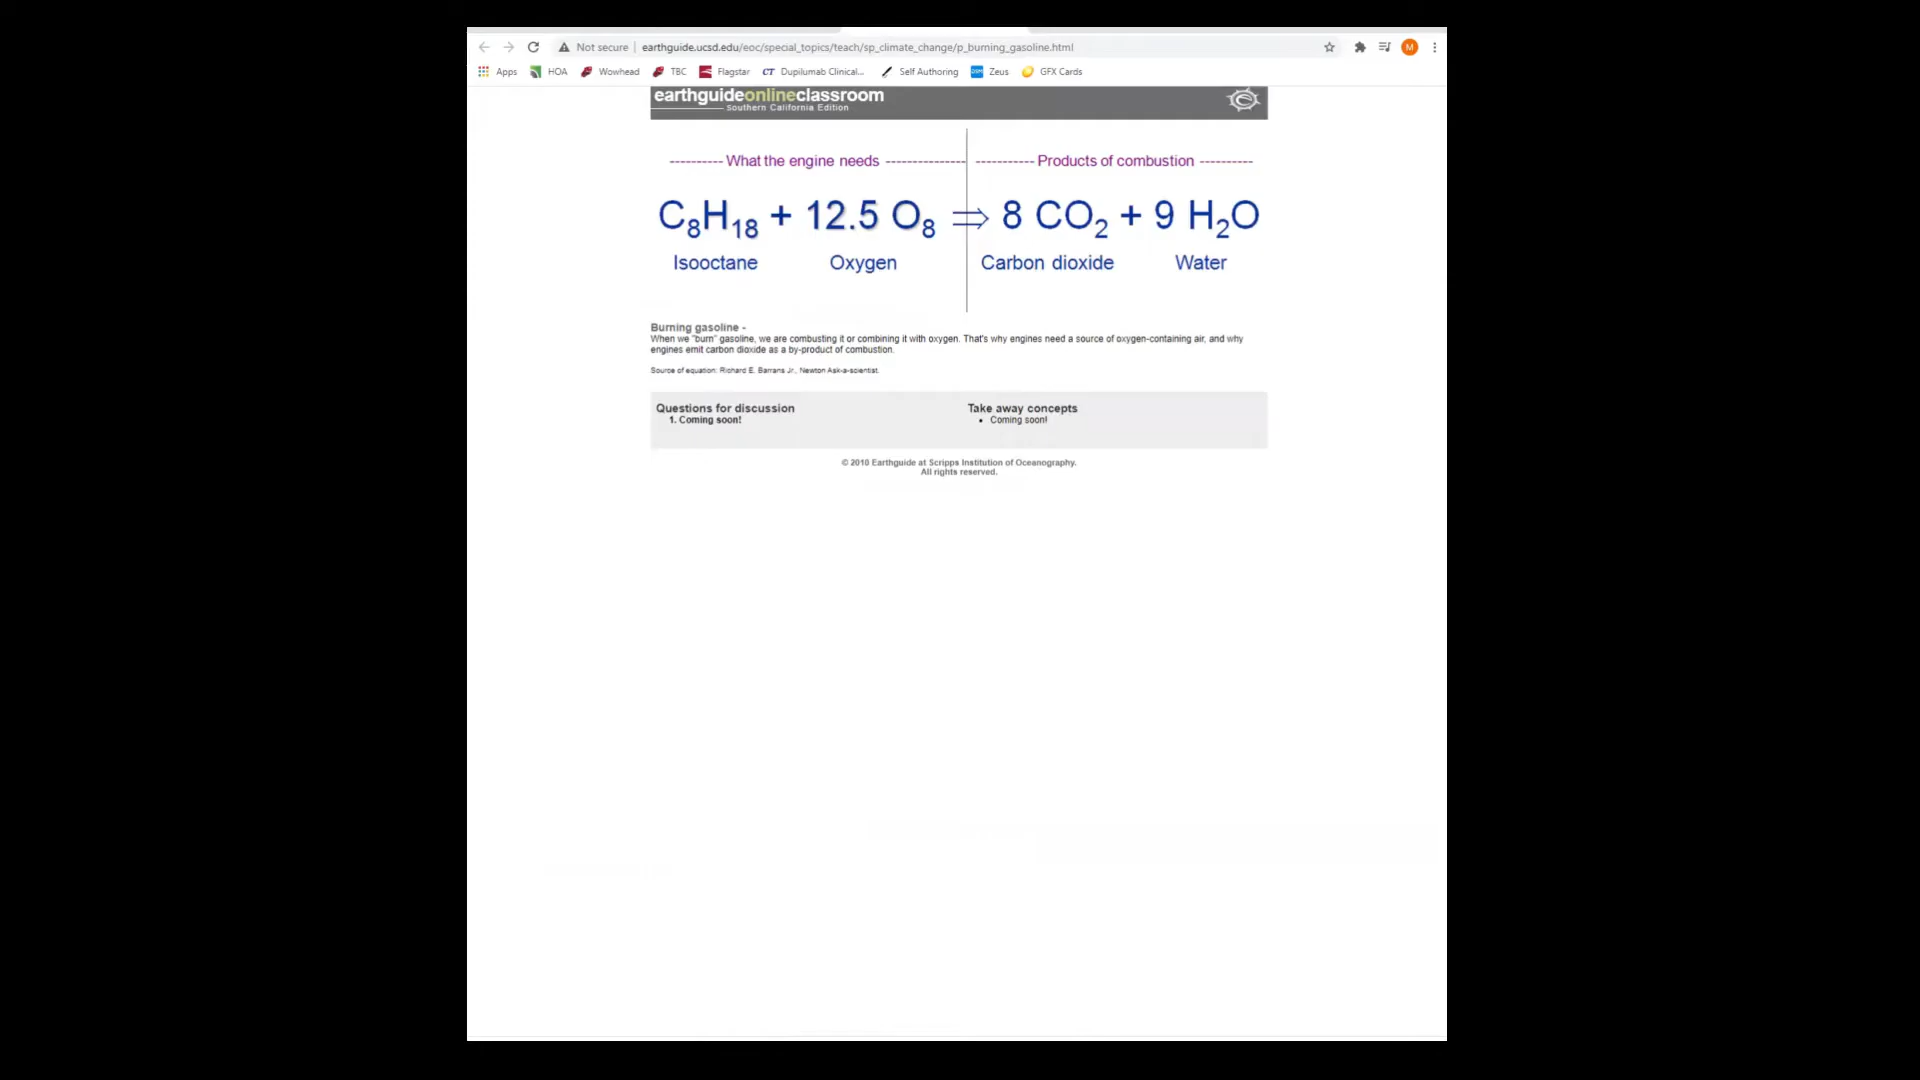 Not secure earthguide.ucsd.edu/eoc/special_topics/teach/sp_climate_change/p_burning_gasoline.html M
Apps HOA Wowhead TBC Flagstar CT Dupilumab Clinical... Self Authoring Zeus GFX Cards
earthguideonlineclassroom
Southern California Edition
---------- What the engine needs --------------- ----------- Products of combustion ----------
C₈H₁₈ + 12.5 O₈ ⇒ 8 CO₂ + 9 H₂O
Isooctane Oxygen Carbon dioxide Water
Burning gasoline -
When we "burn" gasoline, we are combusting it or combining it with oxygen. That's why engines need a source of oxygen-containing air, and why
engines emit carbon dioxide as a by-product of combustion.
Source of equation: Richard E. Barrans Jr., Newton Ask-a-scientist.
Questions for discussion
1. Coming soon!
Take away concepts
• Coming soon!
© 2010 Earthguide at Scripps Institution of Oceanography.
All rights reserved.